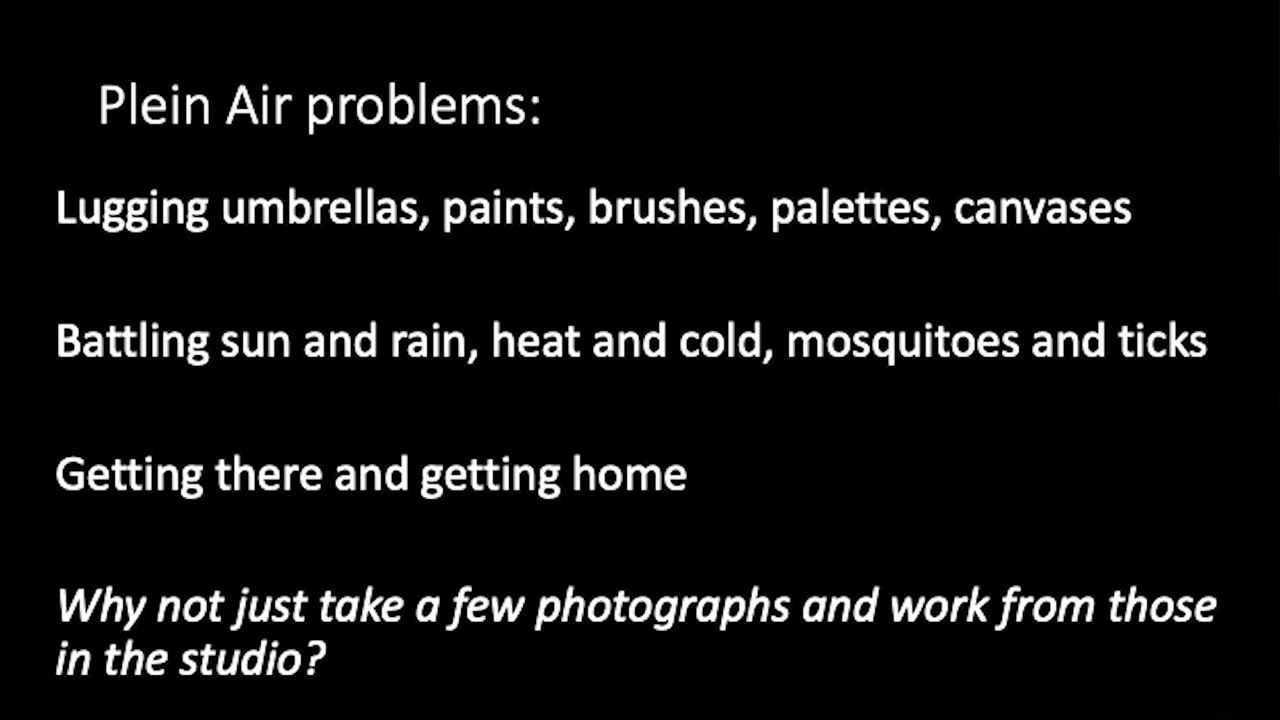 Plein Air problems:
Lugging umbrellas, paints, brushes, palettes, canvases
Battling sun and rain, heat and cold, mosquitoes and ticks
Getting there and getting home
Why not just take a few photographs and work from those
in the studio?